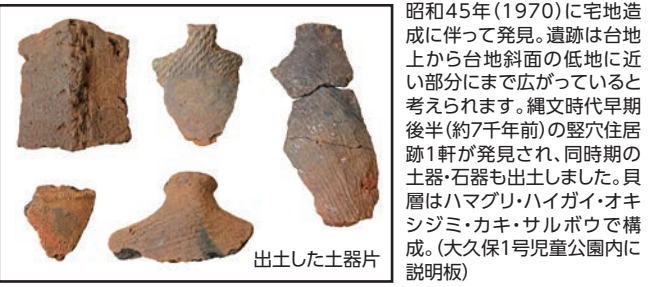 昭和45年(1970)に宅地造
成に伴って発見。遺跡は台地
上から台地斜面の低地に近
い部分にまで広がっていると
考えられます。縄文時代早期
後半(約7千年前)の竪穴住居
跡1軒が発見され、同時期の
土器・石器も出土しました。貝
層はハマグリ・ハイガイ・オキ
シジミ・カキ・サルボウで構
成。(大久保1号児童公園内に
説明板)
出土した土器片